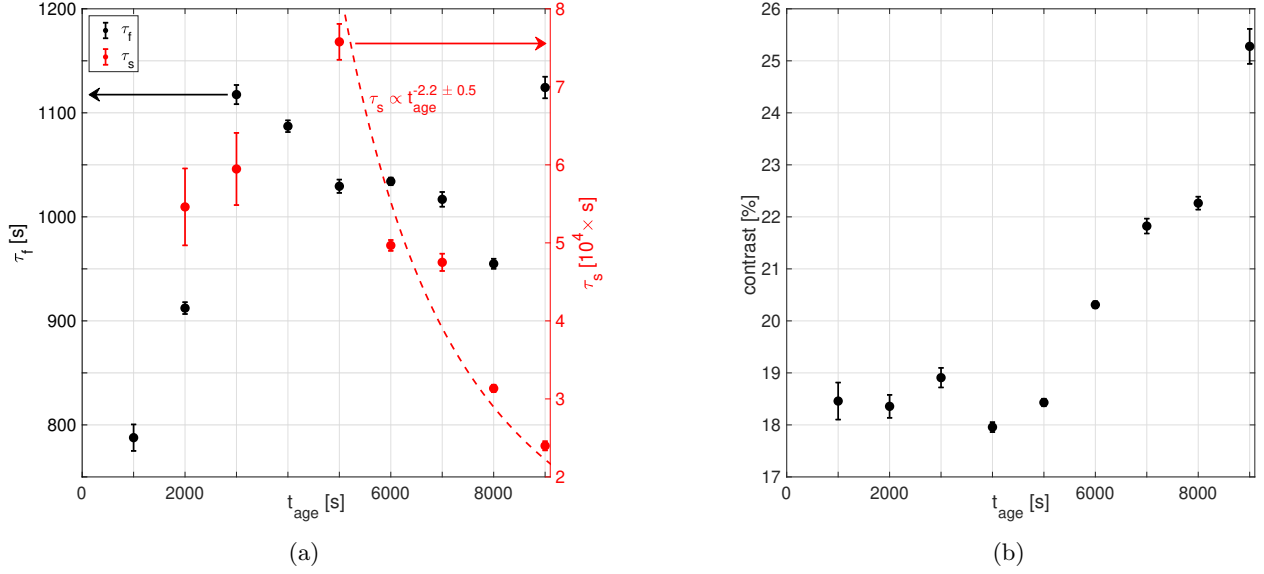 1200
1100
1000
900
800
τf [s]
τf
τs
τs ∝ tage-2.2 ± 0.5
8
7
6
5
4
3
2
τs [10⁴× s]
0 2000 4000 6000 8000
tage [s]
(a)
26
25
24
23
22
21
20
19
18
17
contrast [%]
0 2000 4000 6000 8000
tage [s]
(b)